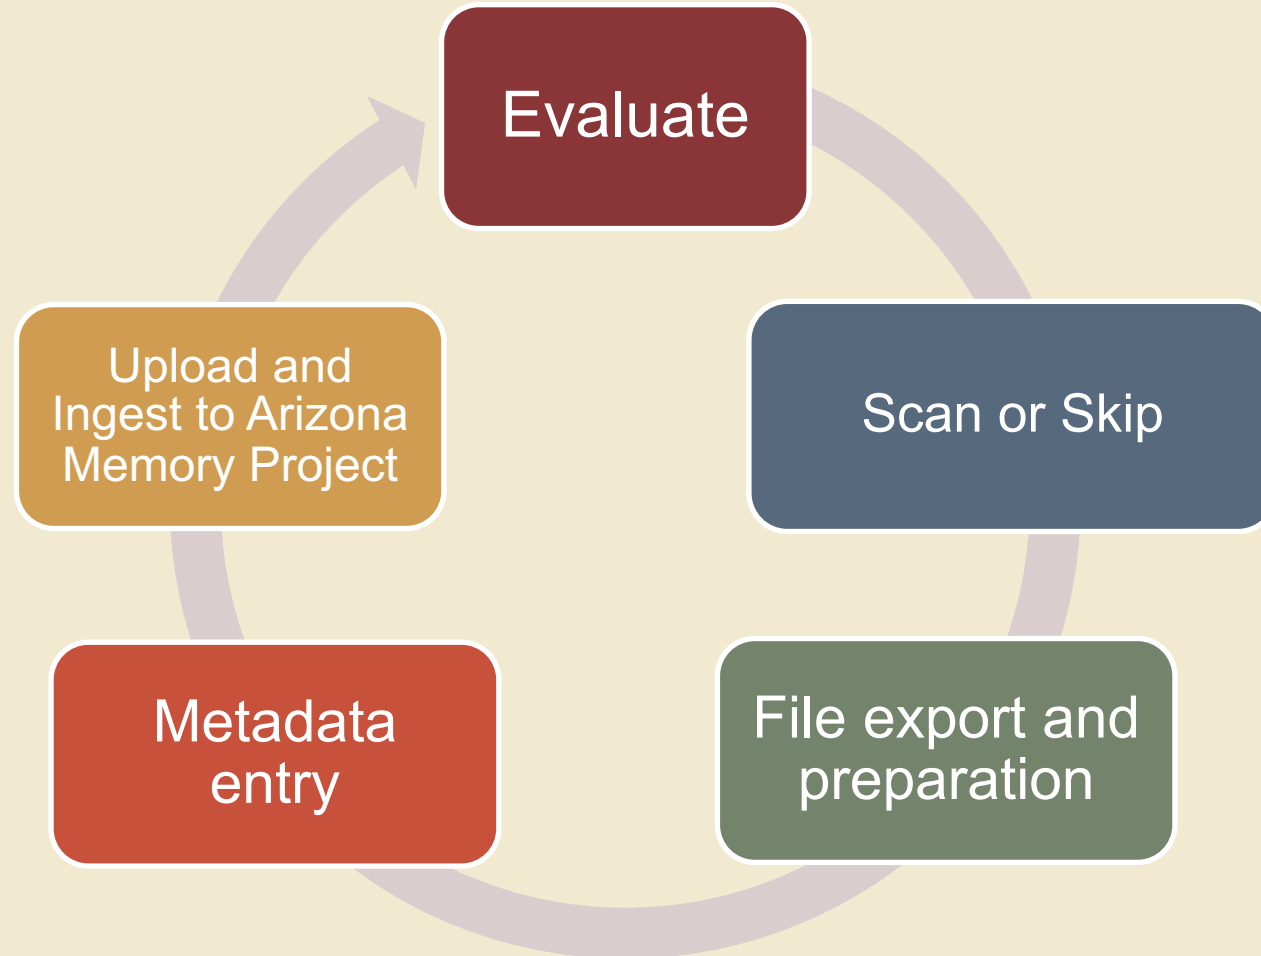 Evaluate
Scan or Skip
File export and
preparation
Metadata
entry
Upload and
Ingest to Arizona
Memory Project